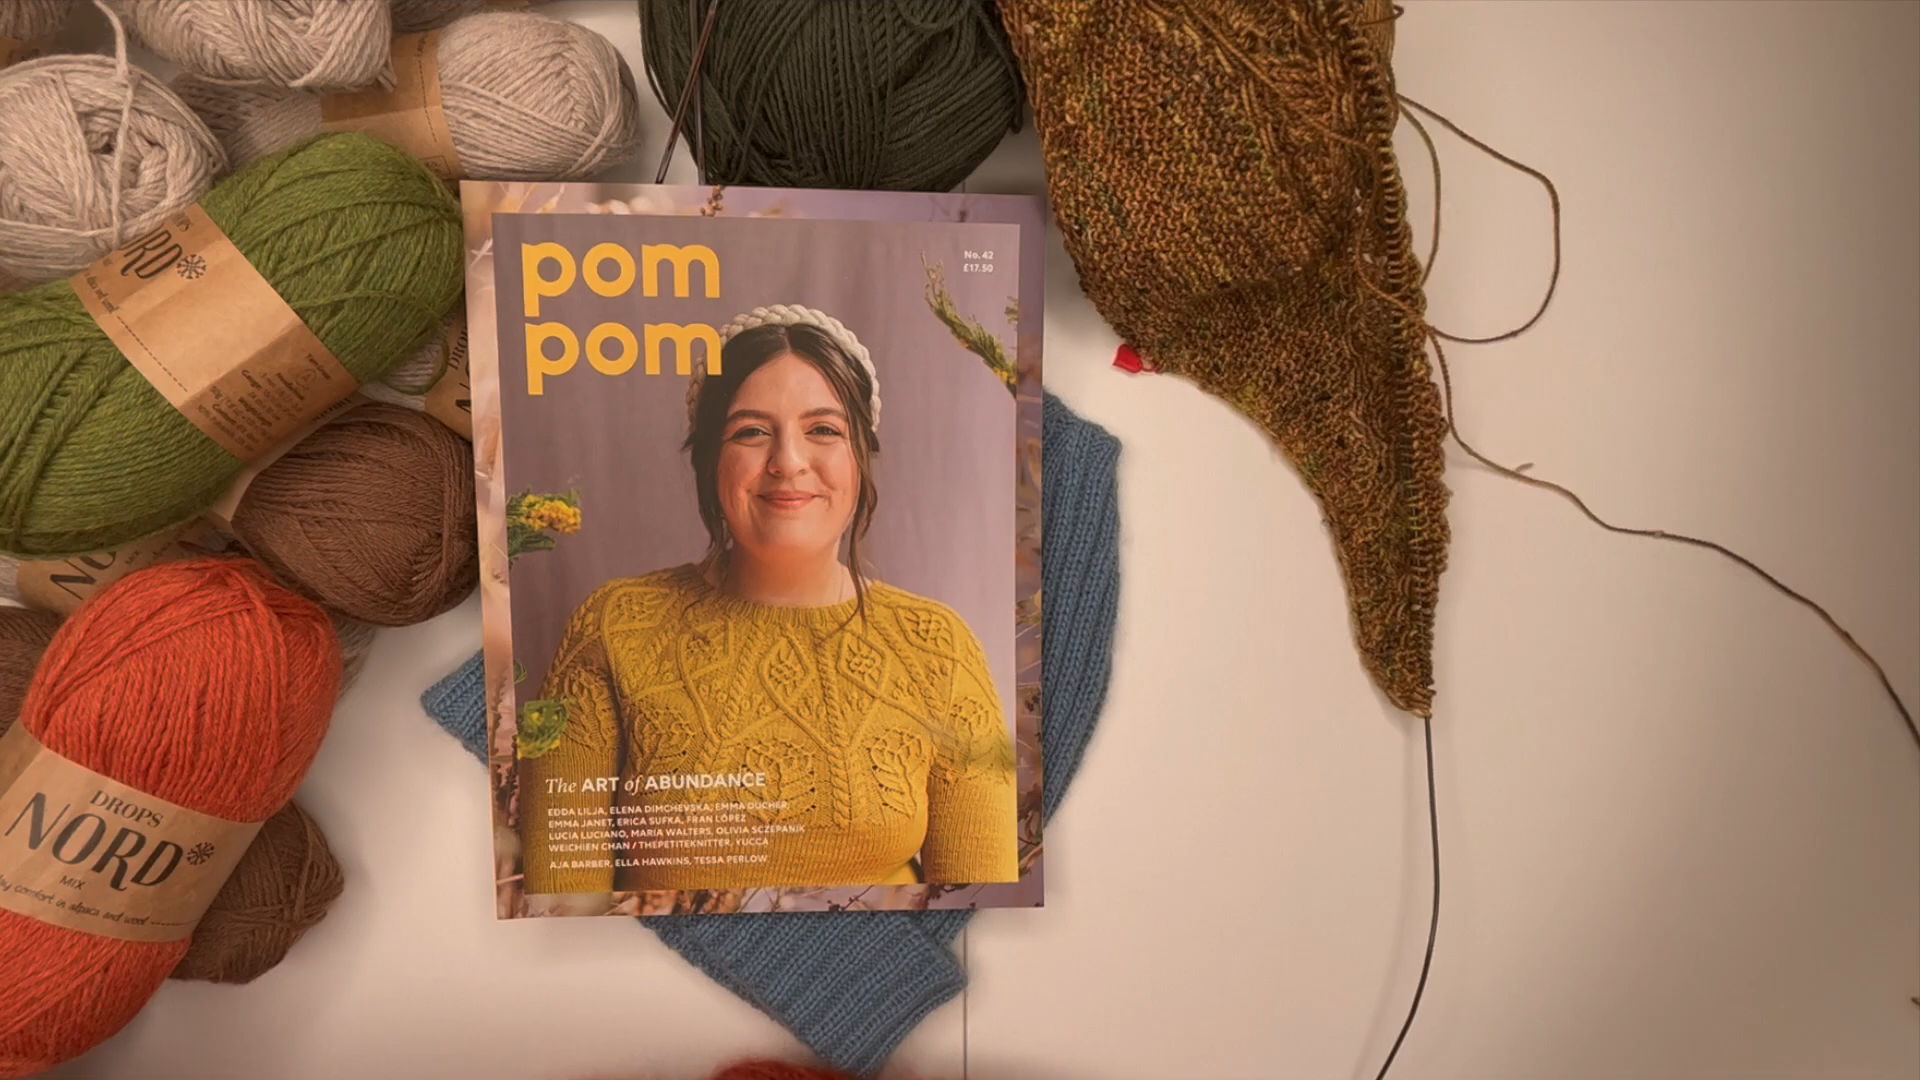 pom
pom
No. 42
£17.50
The ART of ABUNDANCE
EDDA LILJA, ELENA DIMCHEVSKA, EMMA DUCHER,
EMMA JANET, ERICA SUFKA, FRAN LÓPEZ
LUCIA LUCIANO, MARIA WALTERS, OLIVIA SCZEPANIK
WEICHIEN CHAN / THEPETITEKNITTER, YUCCA
AJA BARBER, ELLA HAWKINS, TESSA PERLOW
DROPS
NORD
MIX
comfort in alpaca and wool